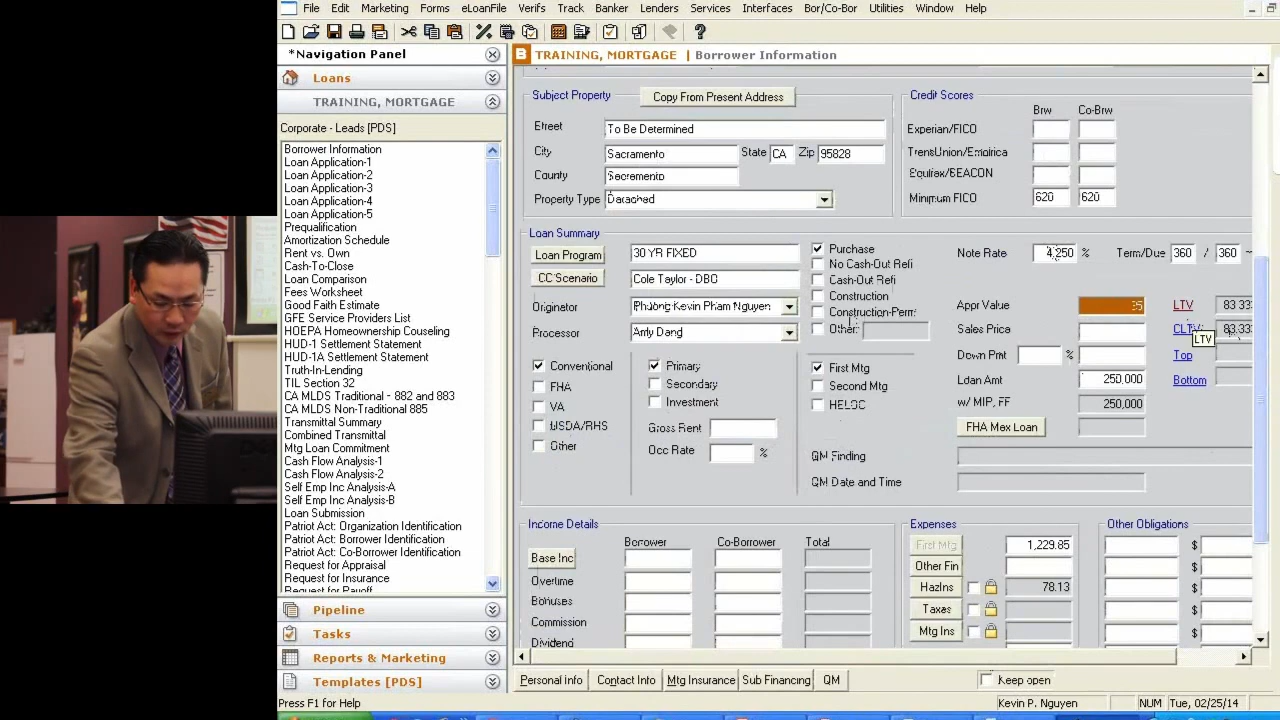 File Edit Marketing Forms eLoanFile Verifs Track Banker Lenders Services Interfaces Bor/Co-Bor Utilities Window Help
*Navigation Panel
Loans
TRAINING, MORTGAGE
Corporate - Leads [PDS]
Borrower Information
Loan Application-1
Loan Application-2
Loan Application-3
Loan Application-4
Loan Application-5
Prequalification
Amortization Schedule
Rent vs. Own
Cash-To-Close
Loan Comparison
Fees Worksheet
Good Faith Estimate
GFE Service Providers List
HOEPA Homeownership Counseling
HUD-1 Settlement Statement
HUD-1A Settlement Statement
Truth-In-Lending
TIL Section 32
CA MLDS Traditional - 882 and 883
CA MLDS Non-Traditional 885
Transmittal Summary
Combined Transmittal
Mtg Loan Commitment
Cash Flow Analysis-1
Cash Flow Analysis-2
Self Emp Inc Analysis-A
Self Emp Inc Analysis-B
Loan Submission
Patriot Act: Organization Identification
Patriot Act: Borrower Identification
Patriot Act: Co-Borrower Identification
Request for Appraisal
Request for Insurance
Request for Payoff
Pipeline
Tasks
Reports & Marketing
Templates [PDS]
Press F1 for Help
B TRAINING, MORTGAGE | Borrower Information
Subject Property Copy From Present Address
Street To Be Determined
City Sacramento State CA Zip 95828
County Sacramento
Property Type Detached
Credit Scores
Brw Co-Brw
Experian/FICO
TransUnion/Empirica
Equifax/BEACON
Minimum FICO 620 620
Loan Summary
Loan Program 30 YR FIXED
CC Scenario Cole Taylor - DBC
Originator Phuong Kevin Pham Nguyen
Processor Amy Dang
Purchase
No Cash-Out Refi
Cash-Out Refi
Construction
Construction-Perm
Other:
Note Rate 4.250 % Term/Due 360 / 360
Appr Value LTV 83.33
Sales Price CLTV 83.33
LTV
Down Pmt % Top
Loan Amt 250,000 Bottom
w/ MIP, FF 250,000
FHA Max Loan
Conventional
FHA
VA
USDA/RHS
Other
Primary
Secondary
Investment
Gross Rent
Occ Rate %
First Mtg
Second Mtg
HELOC
QM Finding
QM Date and Time
Income Details
Borrower Co-Borrower Total
Base Inc
Overtime
Bonuses
Commission
Dividend
Expenses
First Mtg 1,229.85
Other Fin
HazIns 78.13
Taxes
Mtg Ins
Other Obligations
$
$
$
$
$
Personal Info Contact Info Mtg Insurance Sub Financing QM Keep open
Kevin P. Nguyen NUM Tue, 02/25/14